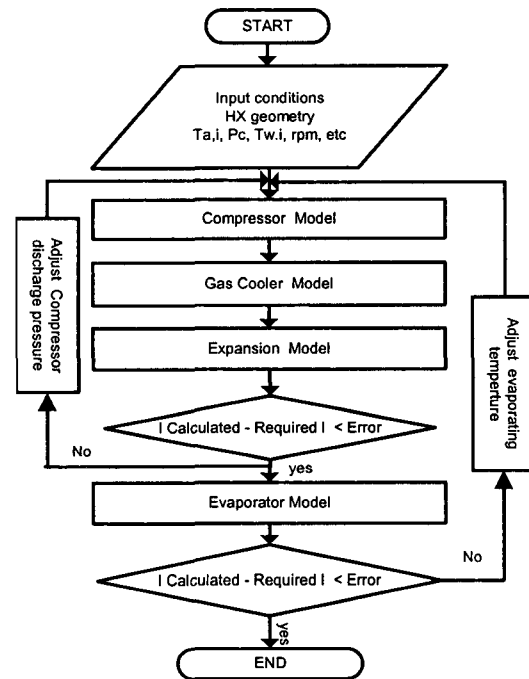 START
Input conditions
HX geometry
Ta,i, Pc, Tw.i, rpm, etc
Compressor Model
Gas Cooler Model
Expansion Model
Adjust Compressor
discharge pressure
Adjust evaporating
temperture
I Calculated - Required I < Error
No
yes
Evaporator Model
I Calculated - Required I < Error
No
yes
END